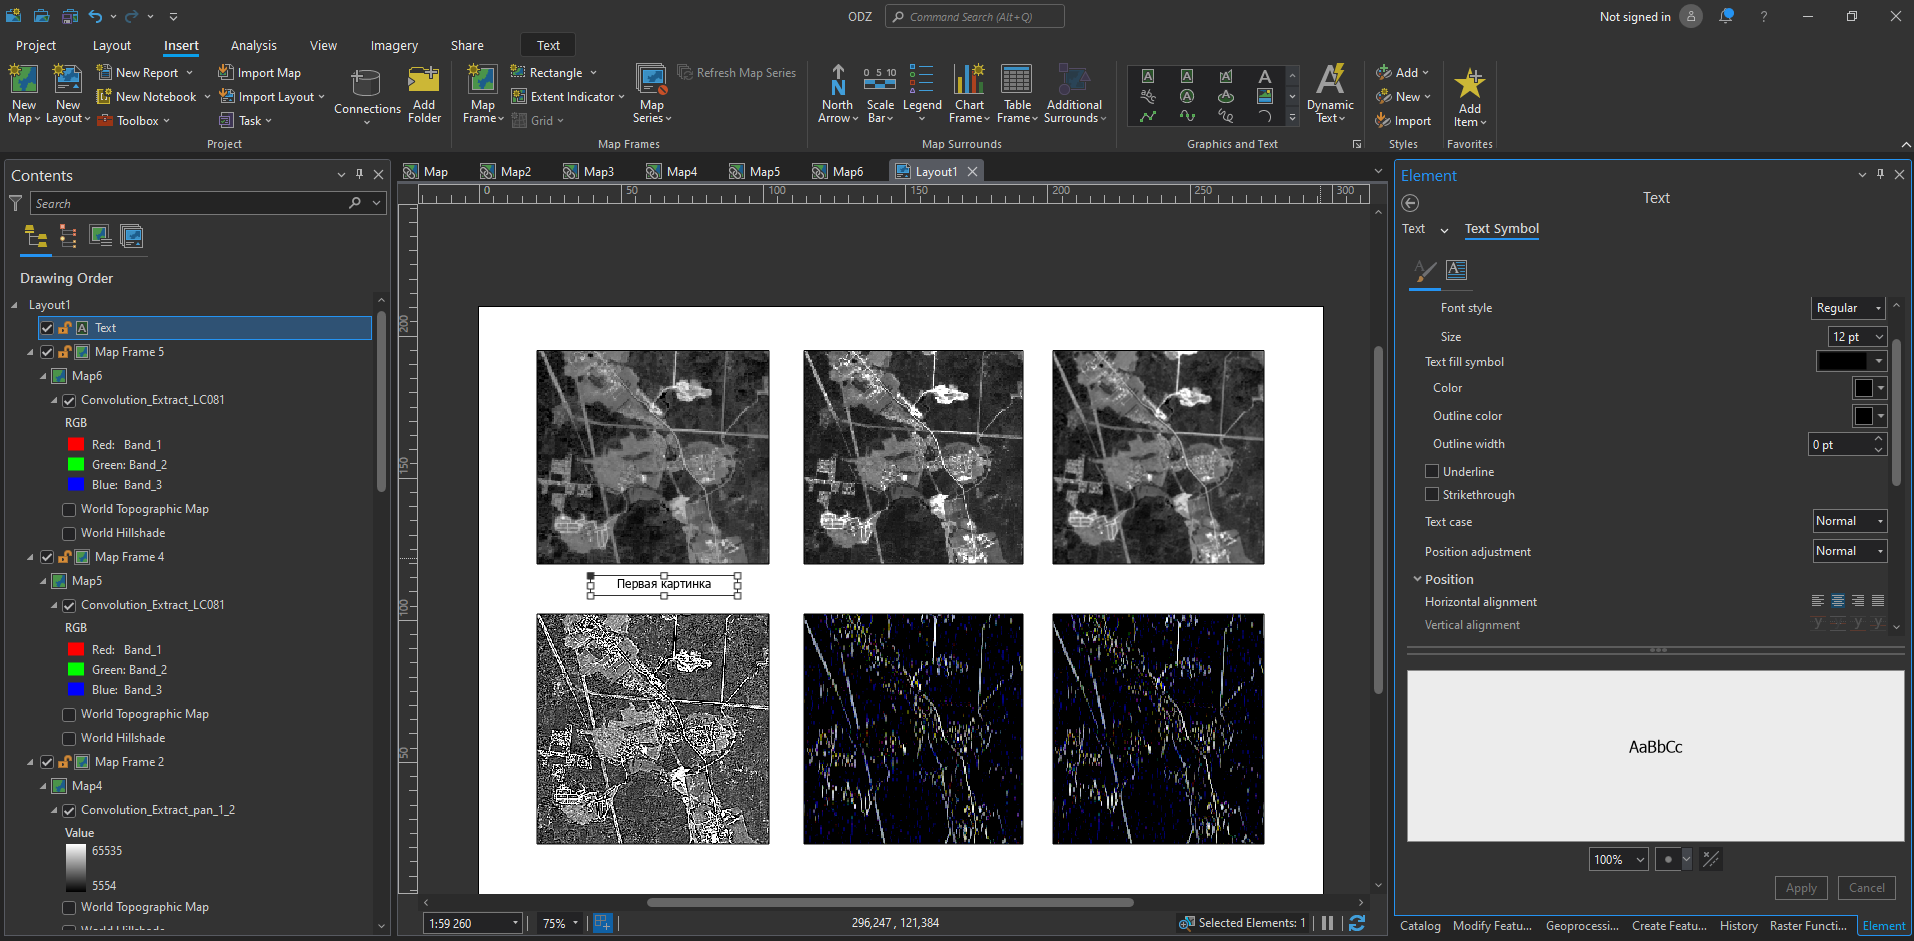 ODZ
Command Search (Alt+Q)
Not signed in
?
Project
Layout
Insert
Analysis
View
Imagery
Share
Text
New Map
New Layout
New Report
New Notebook
Toolbox
Import Map
Import Layout
Task
Connections
Add Folder
Project
Map Frame
Rectangle
Extent Indicator
Grid
Map Series
Refresh Map Series
Map Frames
North Arrow
Scale Bar
Legend
Chart Frame
Table Frame
Additional Surrounds
Map Surrounds
Graphics and Text
Dynamic Text
Add
New
Import
Styles
Add Item
Favorites
Contents
Search
Drawing Order
Layout1
Text
Map Frame 5
Map6
Convolution_Extract_LC081
RGB
Red: Band_1
Green: Band_2
Blue: Band_3
World Topographic Map
World Hillshade
Map Frame 4
Map5
Convolution_Extract_LC081
RGB
Red: Band_1
Green: Band_2
Blue: Band_3
World Topographic Map
World Hillshade
Map Frame 2
Map4
Convolution_Extract_pan_1_2
Value
65535
5554
World Topographic Map
Map
Map2
Map3
Map4
Map5
Map6
Layout1
0
50
100
150
200
250
300
200
150
100
50
Первая картинка
1:59 260
75%
296,247 , 121,384
Selected Elements: 1
Element
Text
Text
Text Symbol
Font style
Regular
Size
12 pt
Text fill symbol
Color
Outline color
Outline width
0 pt
Underline
Strikethrough
Text case
Normal
Position adjustment
Normal
Position
Horizontal alignment
Vertical alignment
AaBbCc
100%
Apply
Cancel
Catalog
Modify Featu...
Geoprocessi...
Create Featu...
History
Raster Functi...
Element